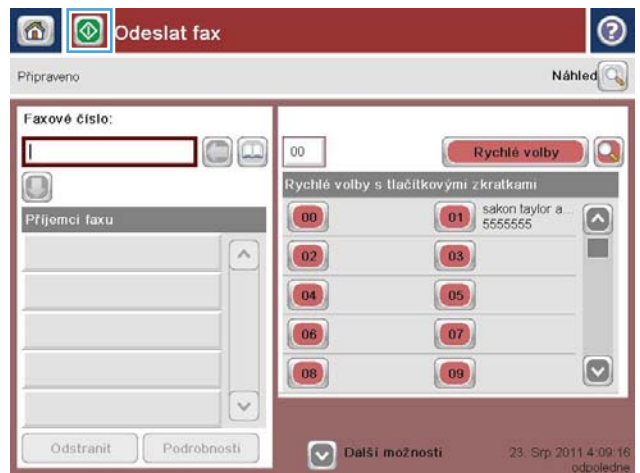 Odeslat fax
Připraveno
Náhled
Faxové číslo:
Příjemci faxu
Odstranit
Podrobnosti
00
Rychlé volby
Rychlé volby s tlačítkovými zkratkami
00
01
sakon taylor a...
5555555
02
03
04
05
06
07
08
09
Další možnosti
23. Srp 2011 4:09:16
odpoledne